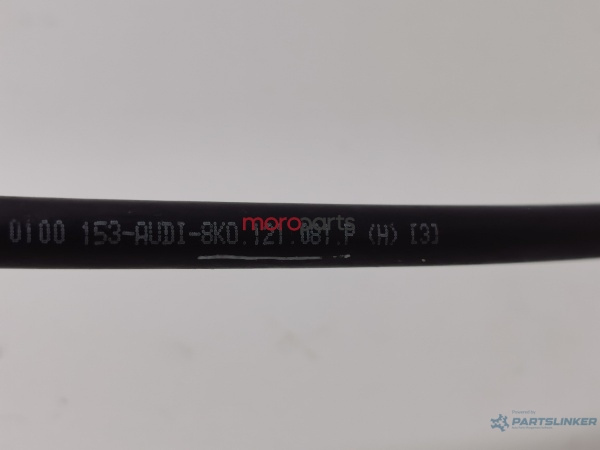 0100 153-AUDI-8K0.121.081.P (H) [3]
moroparts
PARTSLINKER